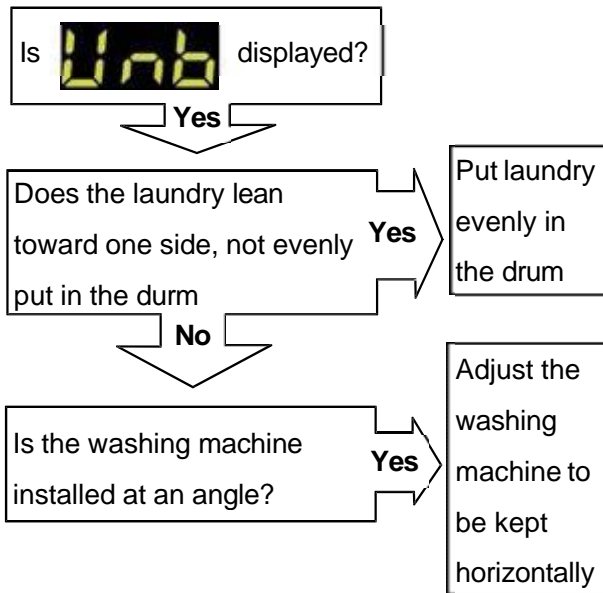 Is Unb displayed?
Yes
Does the laundry lean
toward one side, not evenly
put in the durm
Yes
Put laundry
evenly in
the drum
No
Is the washing machine
installed at an angle?
Yes
Adjust the
washing
machine to
be kept
horizontally